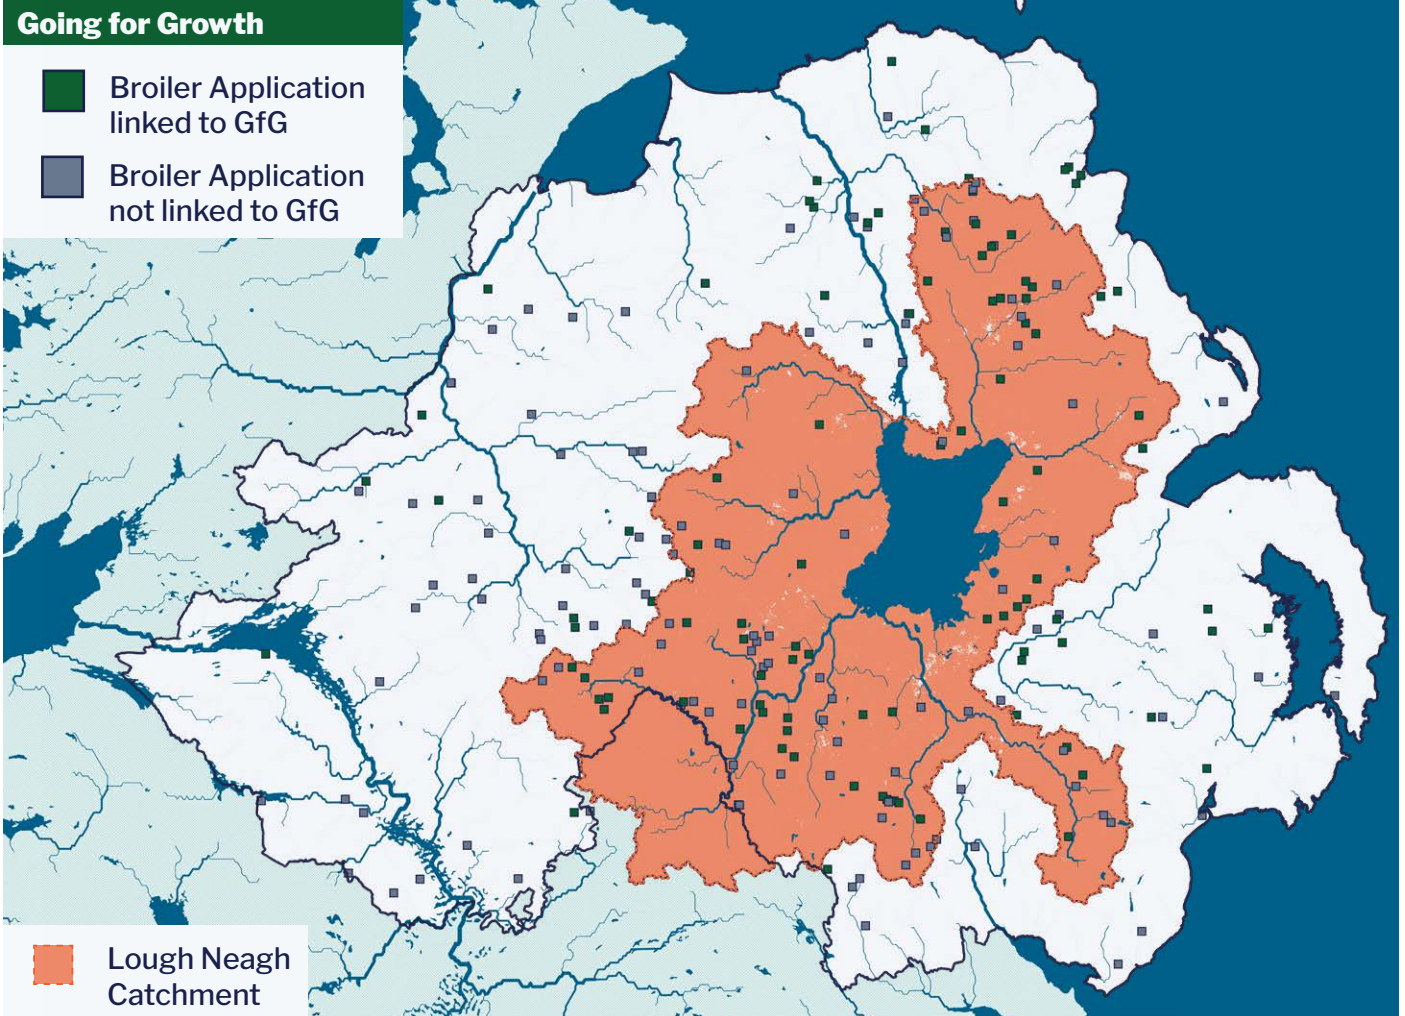 Going for Growth
Broiler Application
linked to GfG
Broiler Application
not linked to GfG
Lough Neagh
Catchment